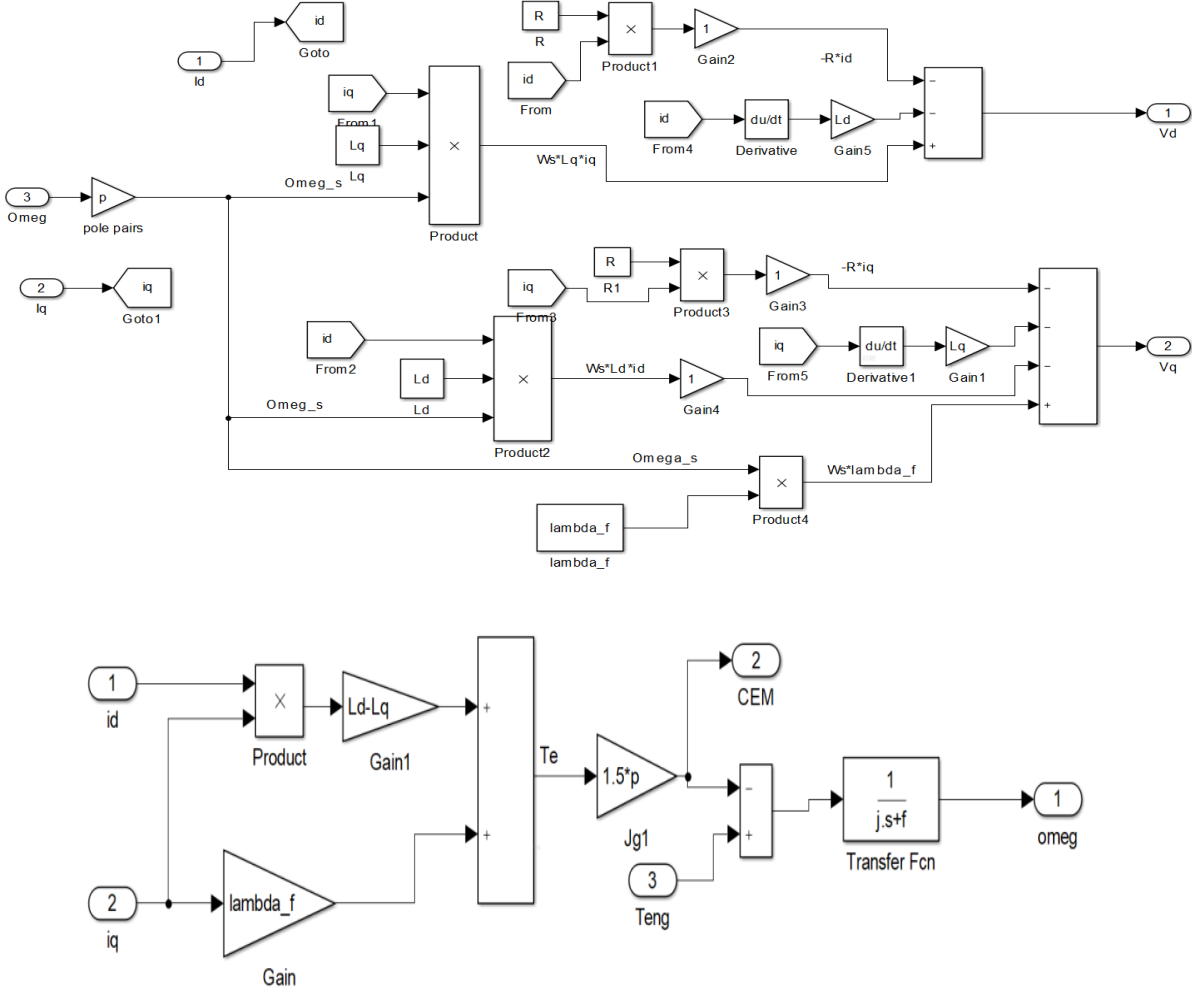 id
Goto
1
Id
R
R
id
From
×
Product1
1
Gain2
-R*id
iq
From1
Lq
Lq
×
Product
id
From4
du/dt
Derivative
Ld
Gain5
−
−
+
1
Vd
Ws*Lq*iq
Omeg_s
3
Omeg
p
pole pairs
2
Iq
iq
Goto1
R
R1
iq
From3
×
Product3
1
Gain3
-R*iq
id
From2
Ld
Ld
×
Product2
Ws*Ld*id
1
Gain4
iq
From5
du/dt
Derivative1
Lq
Gain1
−
−
−
+
2
Vq
Omeg_s
Omega_s
×
Product4
Ws*lambda_f
lambda_f
lambda_f
1
id
×
Product
Ld-Lq
Gain1
+
+
Te
1.5*p
Jg1
2
CEM
−
+
3
Teng
1
j.s+f
Transfer Fcn
1
omeg
2
iq
lambda_f
Gain